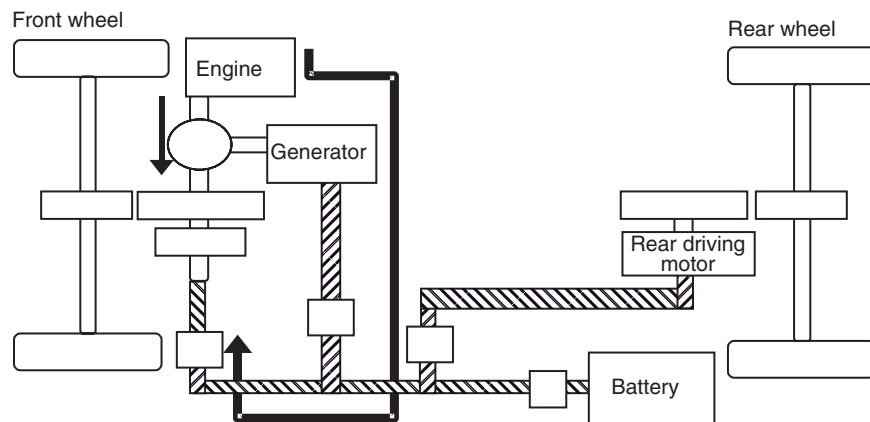 Front wheel
Rear wheel
Engine
Generator
Rear driving
motor
Battery